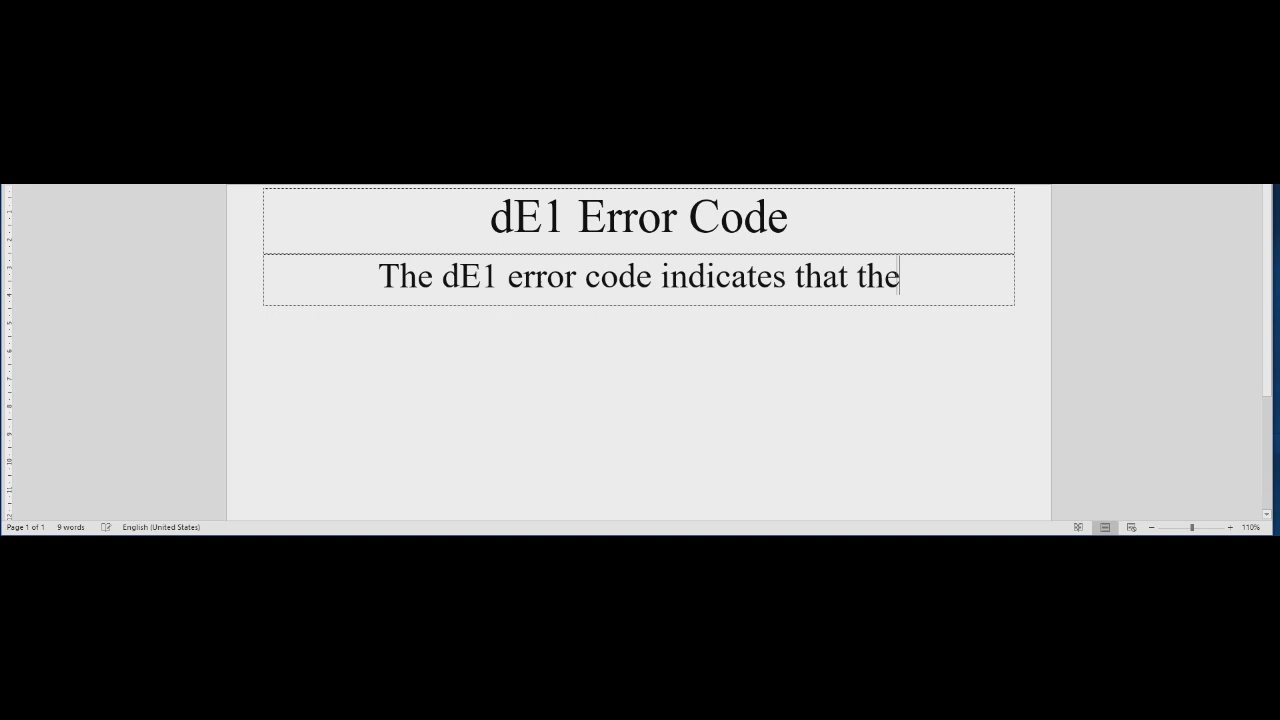 dE1 Error Code
The dE1 error code indicates that the
Page 1 of 1 9 words English (United States) 110%